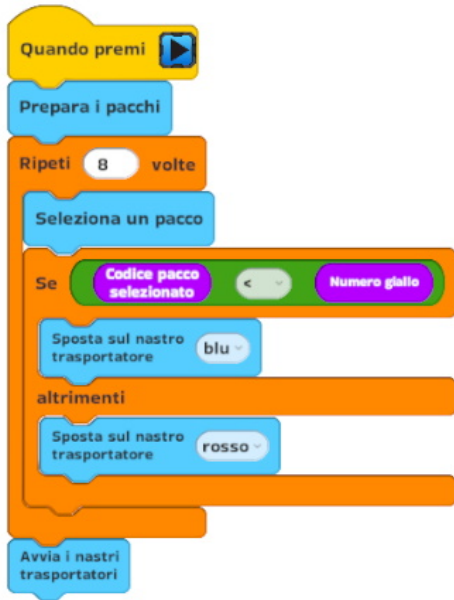 Quando premi
Prepara i pacchi
Ripeti 8 volte
Seleziona un pacco
Se Codice pacco selezionato < Numero giallo
Sposta sul nastro
trasportatore blu
altrimenti
Sposta sul nastro
trasportatore rosso
Avvia i nastri
trasportatori